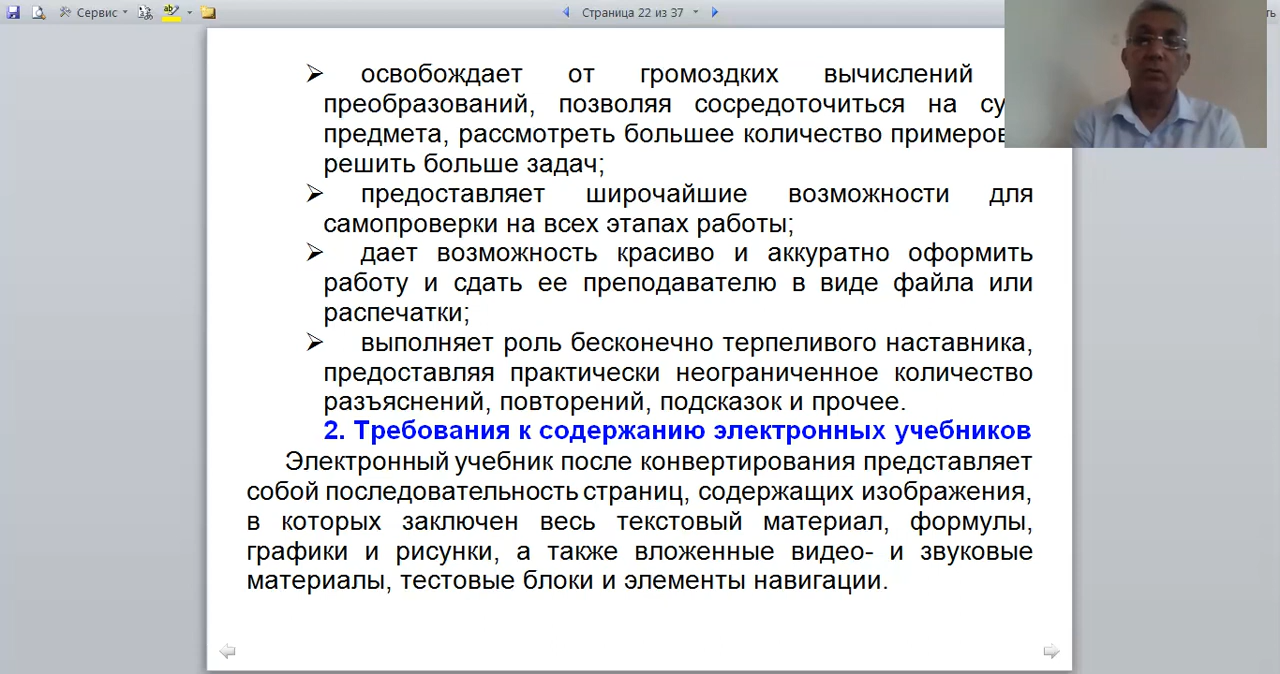 Сервис
Страница 22 из 37
ть
➢ освобождает от громоздких вычислений
преобразований, позволяя сосредоточиться на
предмета, рассмотреть большее количество примеров
решить больше задач;
➢ предоставляет широчайшие возможности для
самопроверки на всех этапах работы;
➢ дает возможность красиво и аккуратно оформить
работу и сдать ее преподавателю в виде файла или
распечатки;
➢ выполняет роль бесконечно терпеливого наставника,
предоставляя практически неограниченное количество
разъяснений, повторений, подсказок и прочее.
2. Требования к содержанию электронных учебников
Электронный учебник после конвертирования представляет
собой последовательность страниц, содержащих изображения,
в которых заключен весь текстовый материал, формулы,
графики и рисунки, а также вложенные видео- и звуковые
материалы, тестовые блоки и элементы навигации.